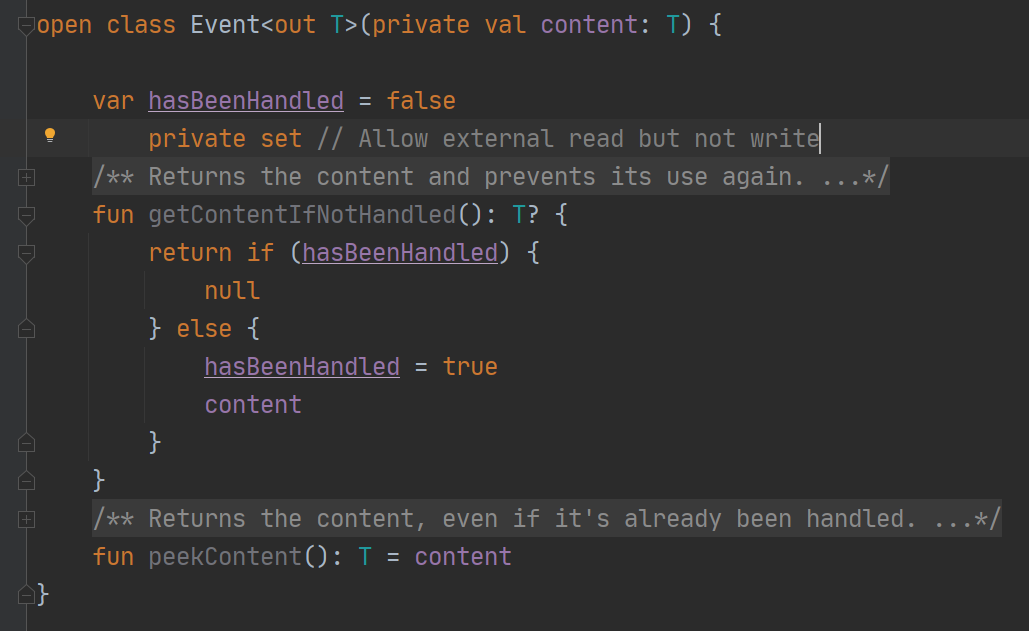 open class Event<out T>(private val content: T) {
var hasBeenHandled = false
private set // Allow external read but not write
/** Returns the content and prevents its use again. ...*/
fun getContentIfNotHandled(): T? {
return if (hasBeenHandled) {
null
} else {
hasBeenHandled = true
content
}
}
/** Returns the content, even if it's already been handled. ...*/
fun peekContent(): T = content
}